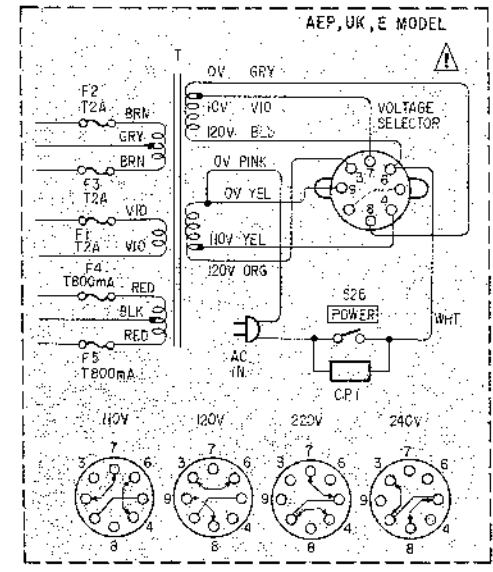 AEP, UK, E MODEL
T
0V GRY
F2
T2A
BRN
110V VIO
VOLTAGE
SELECTOR
GRY
120V BLU
BRN
0V PINK
F3
T2A
3 7 6
9 4
8
0V YEL
VIO
F1
T2A
VIO
110V YEL
F4
T800mA
120V ORG
RED
S26
POWER
WHT
BLK
RED
AC
IN
F5
T800mA
CP1
110V 120V 220V 240V
7 7 7 7
3 6 3 6 3 6 3 6
9 9 9
4 4 4 4
8 8 8 8